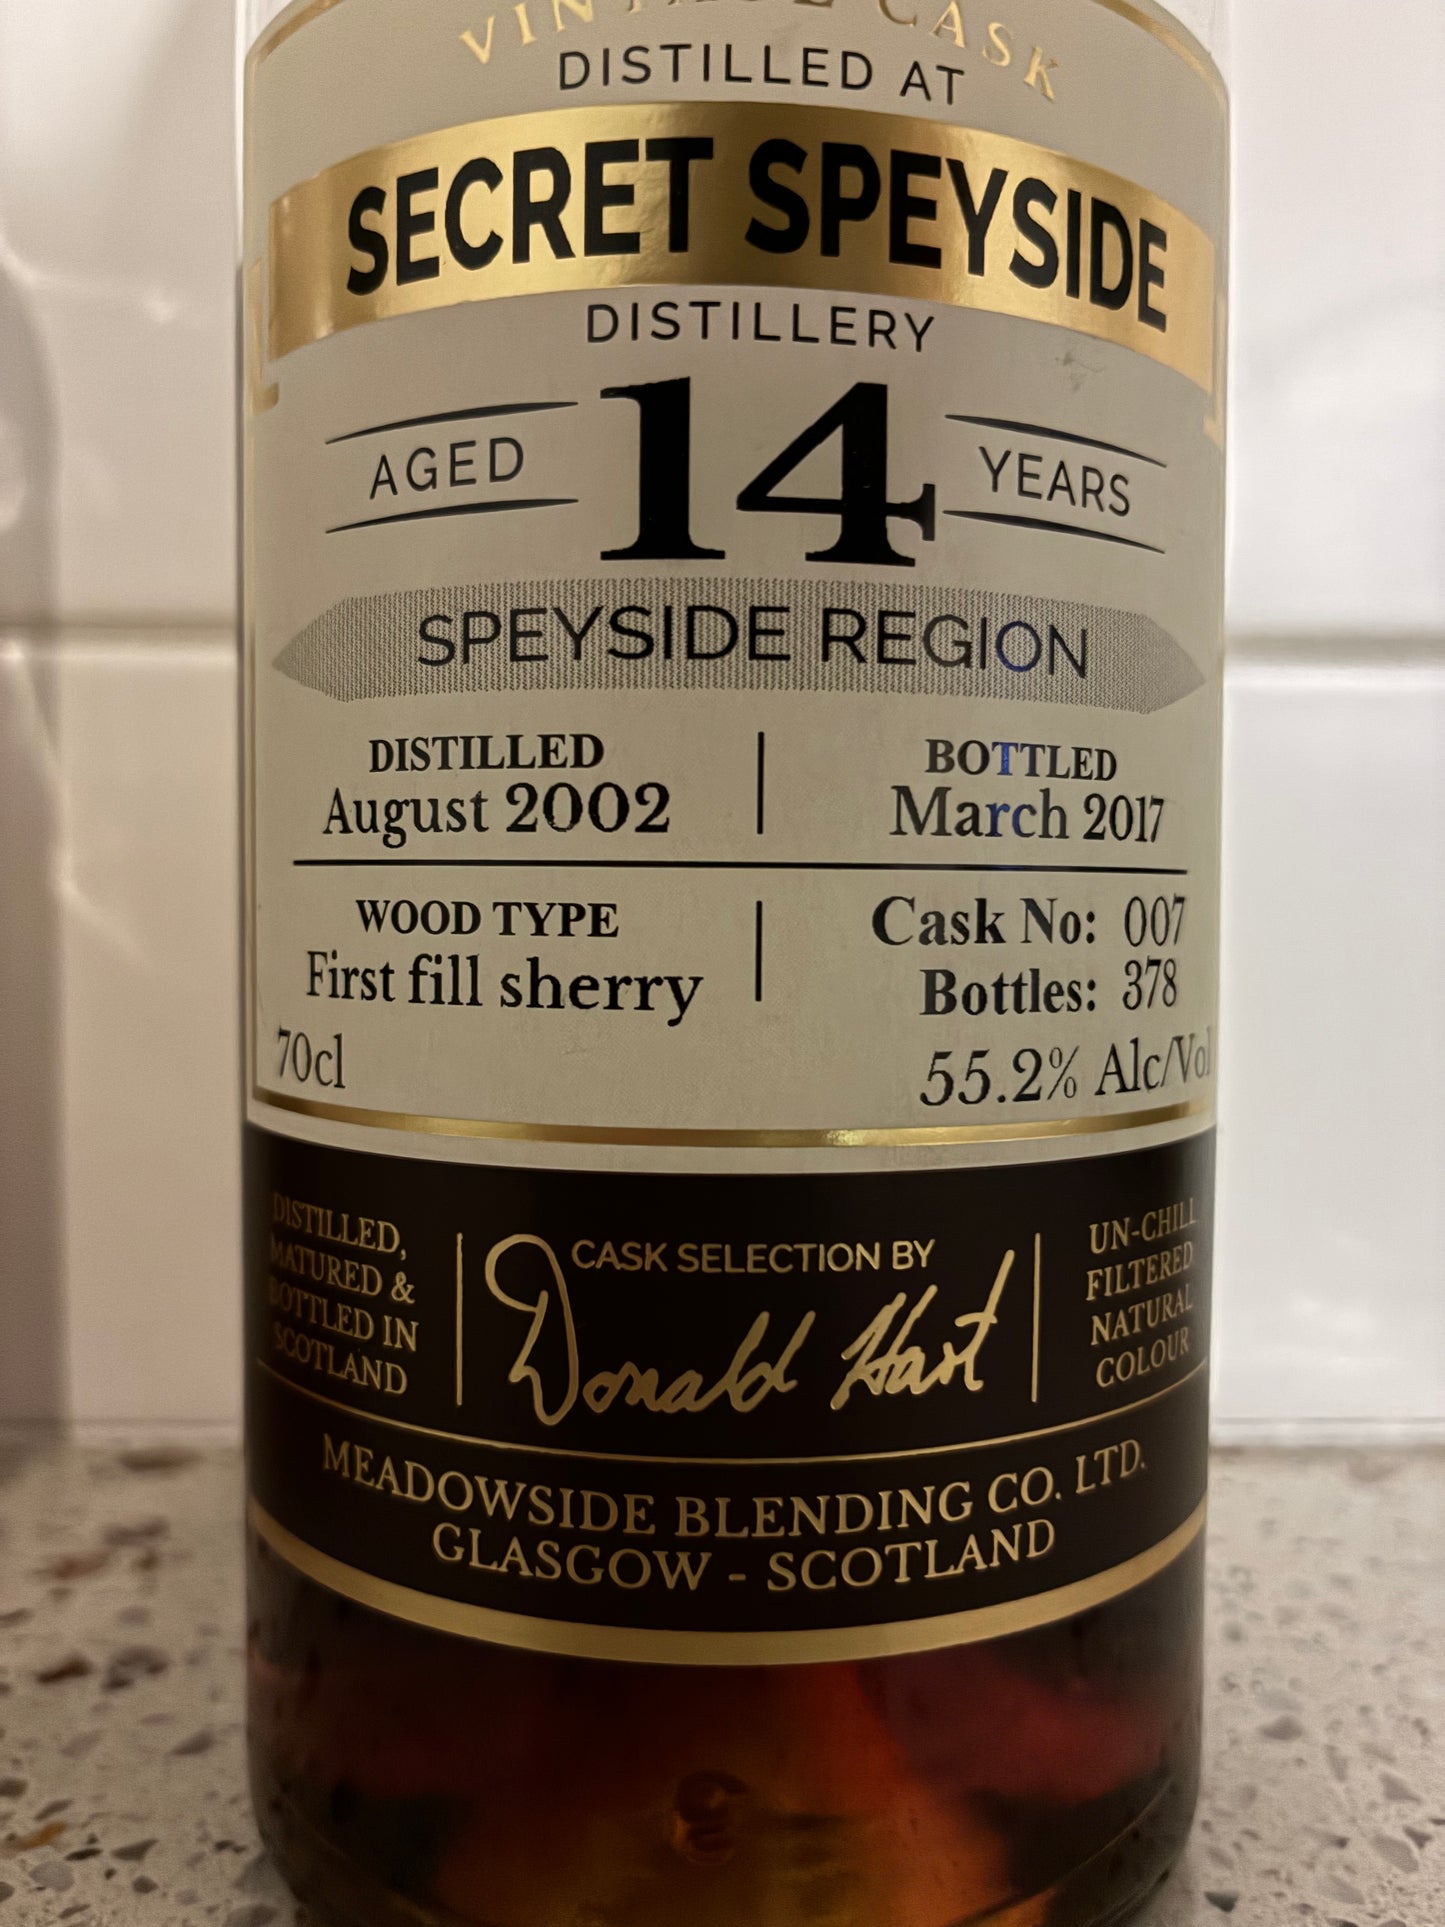 VINTAGE CASK
DISTILLED AT
SECRET SPEYSIDE
DISTILLERY
AGED 14 YEARS
SPEYSIDE REGION
DISTILLED
August 2002
BOTTLED
March 2017
WOOD TYPE
First fill sherry
Cask No: 007
Bottles: 378
70cl
55.2% Alc/Vol
DISTILLED,
MATURED &
BOTTLED IN
SCOTLAND
CASK SELECTION BY
Donald Hart
UN-CHILL
FILTERED
NATURAL
COLOUR
MEADOWSIDE BLENDING CO. LTD.
GLASGOW - SCOTLAND